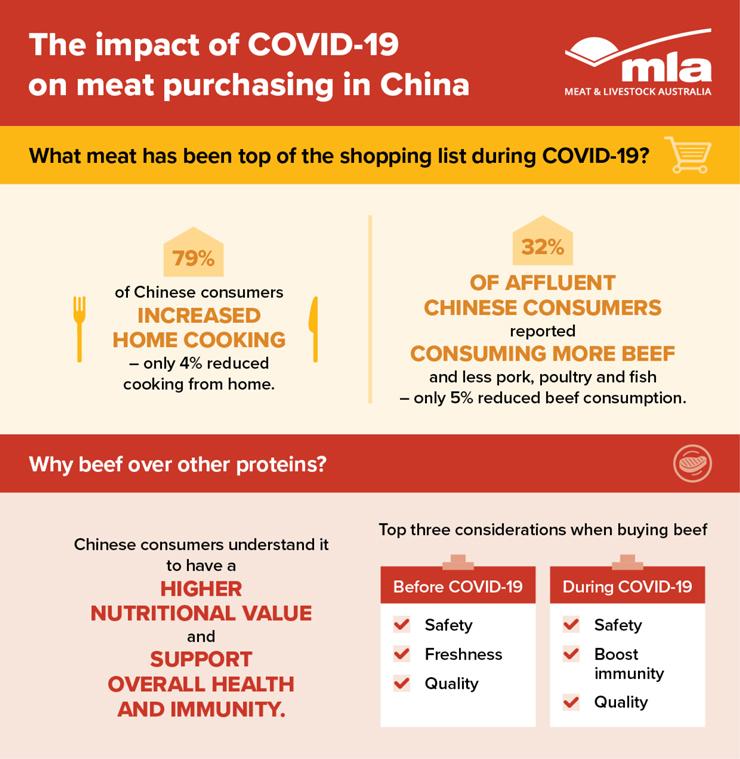 The impact of COVID-19
on meat purchasing in China
mla
MEAT & LIVESTOCK AUSTRALIA
What meat has been top of the shopping list during COVID-19?
79%
of Chinese consumers
INCREASED
HOME COOKING
– only 4% reduced
cooking from home.
32%
OF AFFLUENT
CHINESE CONSUMERS
reported
CONSUMING MORE BEEF
and less pork, poultry and fish
– only 5% reduced beef consumption.
Why beef over other proteins?
Chinese consumers understand it
to have a
HIGHER
NUTRITIONAL VALUE
and
SUPPORT
OVERALL HEALTH
AND IMMUNITY.
Top three considerations when buying beef
Before COVID-19
Safety
Freshness
Quality
During COVID-19
Safety
Boost
immunity
Quality